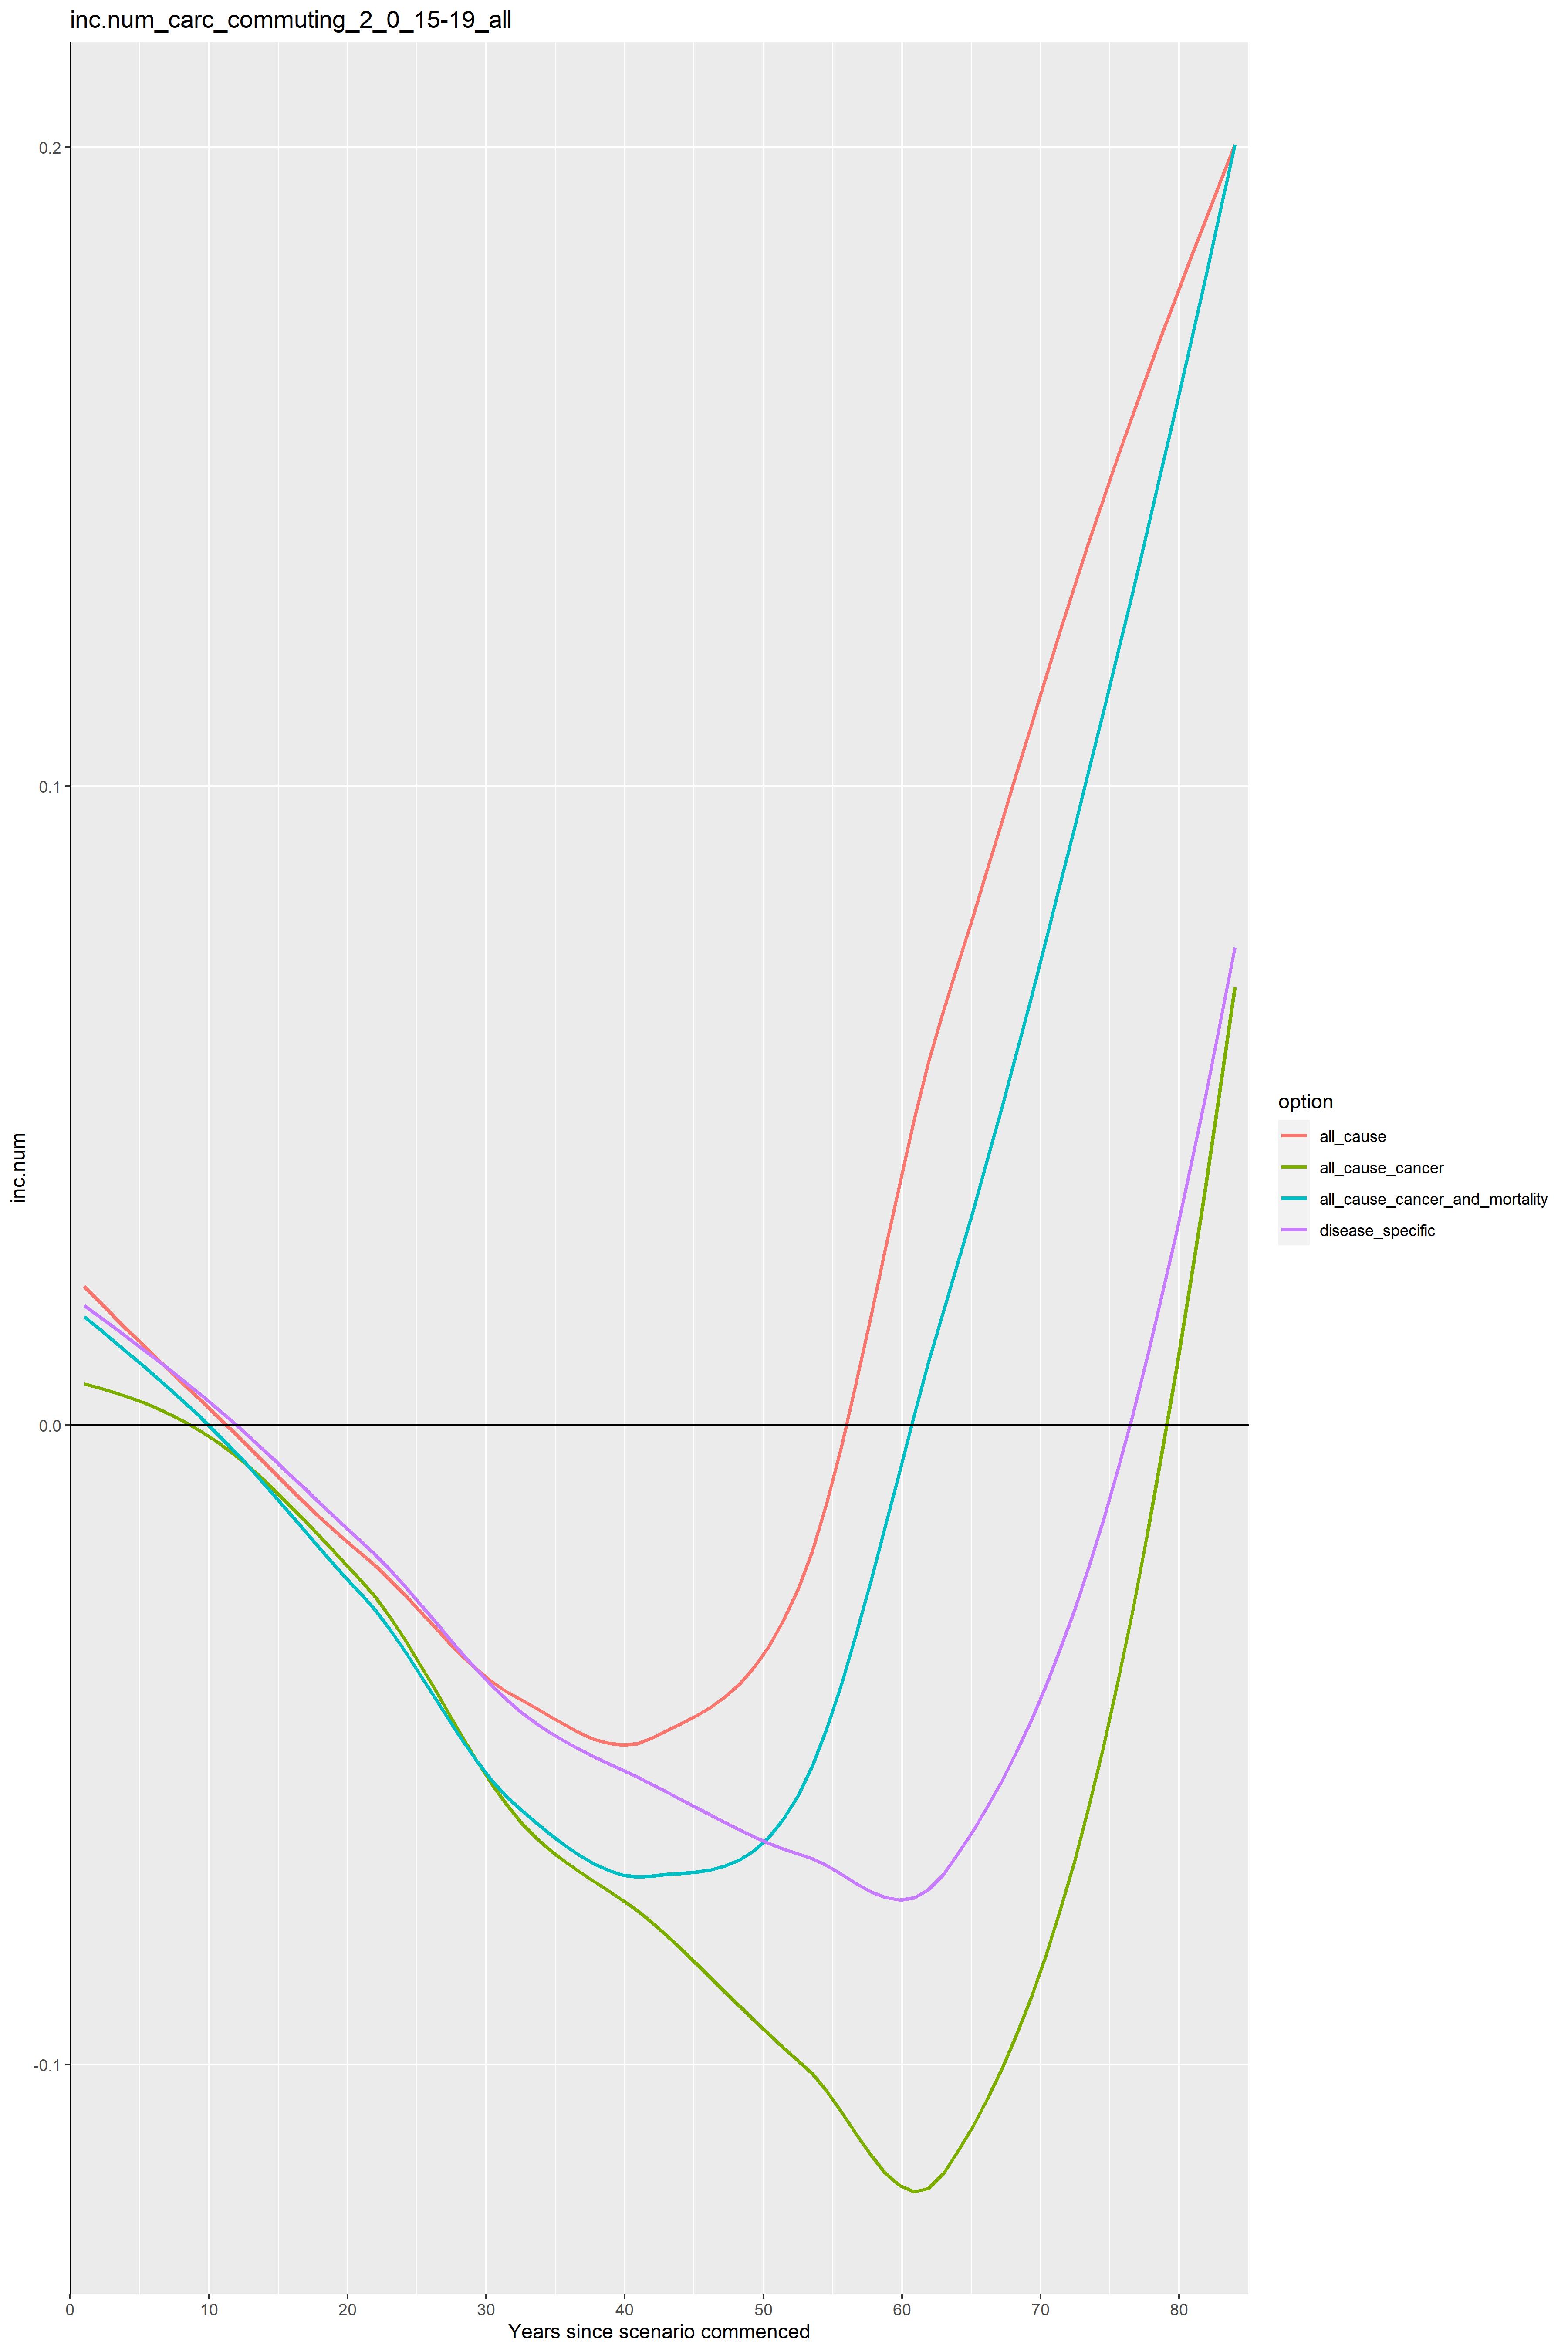 inc.num_carc_commuting_2_0_15-19_all
0.2
0.1
0.0
-0.1
inc.num
0 10 20 30 40 50 60 70 80
Years since scenario commenced
option
all_cause
all_cause_cancer
all_cause_cancer_and_mortality
disease_specific